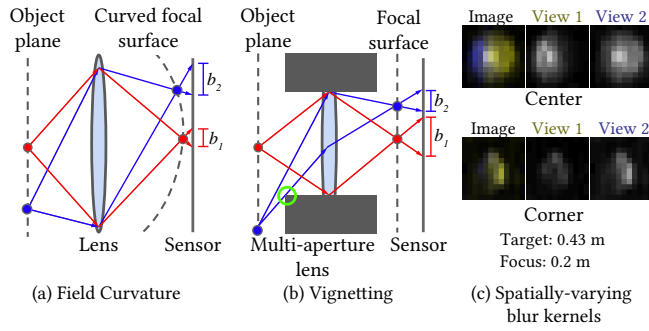 Object
plane
Curved focal
surface
b2
b1
Lens
Sensor
(a) Field Curvature
Object
plane
Focal
surface
b2
b1
Multi-aperture
lens
Sensor
(b) Vignetting
Image View 1 View 2
Center
Image View 1 View 2
Corner
Target: 0.43 m
Focus: 0.2 m
(c) Spatially-varying
blur kernels